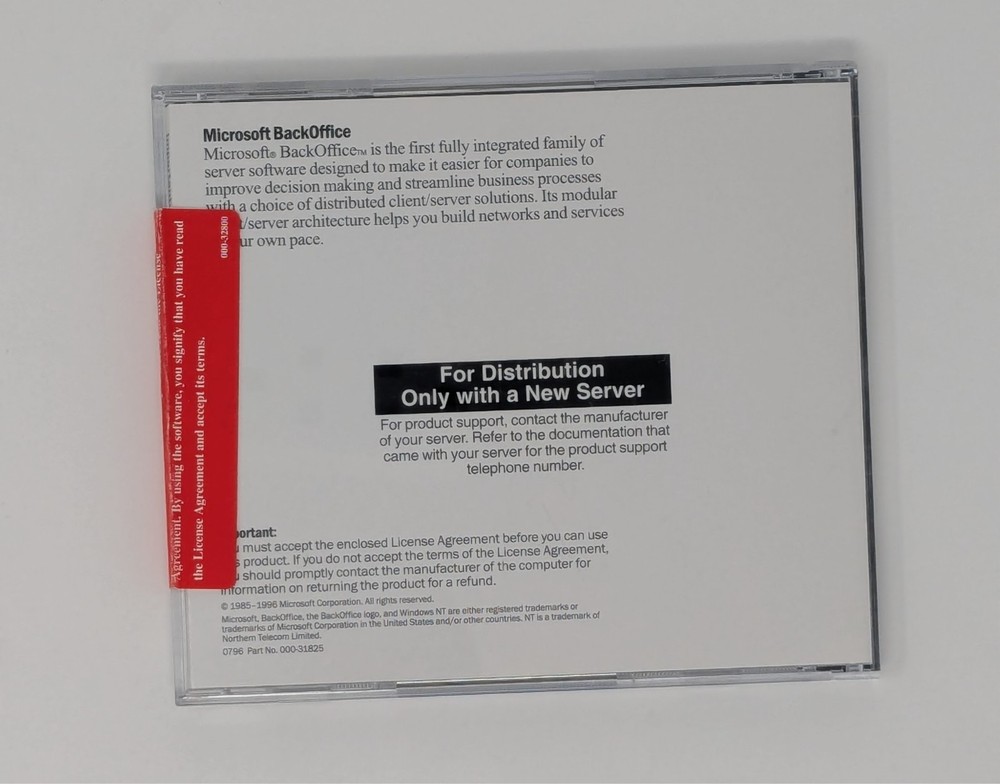 Microsoft BackOffice
Microsoft® BackOffice™ is the first fully integrated family of
server software designed to make it easier for companies to
improve decision making and streamline business processes
with a choice of distributed client/server solutions. Its modular
t/server architecture helps you build networks and services
ur own pace.
000-32800
Agreement. By using the software, you signify that you have read
the License Agreement and accept its terms.
For Distribution
Only with a New Server
For product support, contact the manufacturer
of your server. Refer to the documentation that
came with your server for the product support
telephone number.
portant:
must accept the enclosed License Agreement before you can use
s product. If you do not accept the terms of the License Agreement,
should promptly contact the manufacturer of the computer for
information on returning the product for a refund.
© 1985–1996 Microsoft Corporation. All rights reserved.
Microsoft, BackOffice, the BackOffice logo, and Windows NT are either registered trademarks or
trademarks of Microsoft Corporation in the United States and/or other countries. NT is a trademark of
Northern Telecom Limited.
0796 Part No. 000-31825